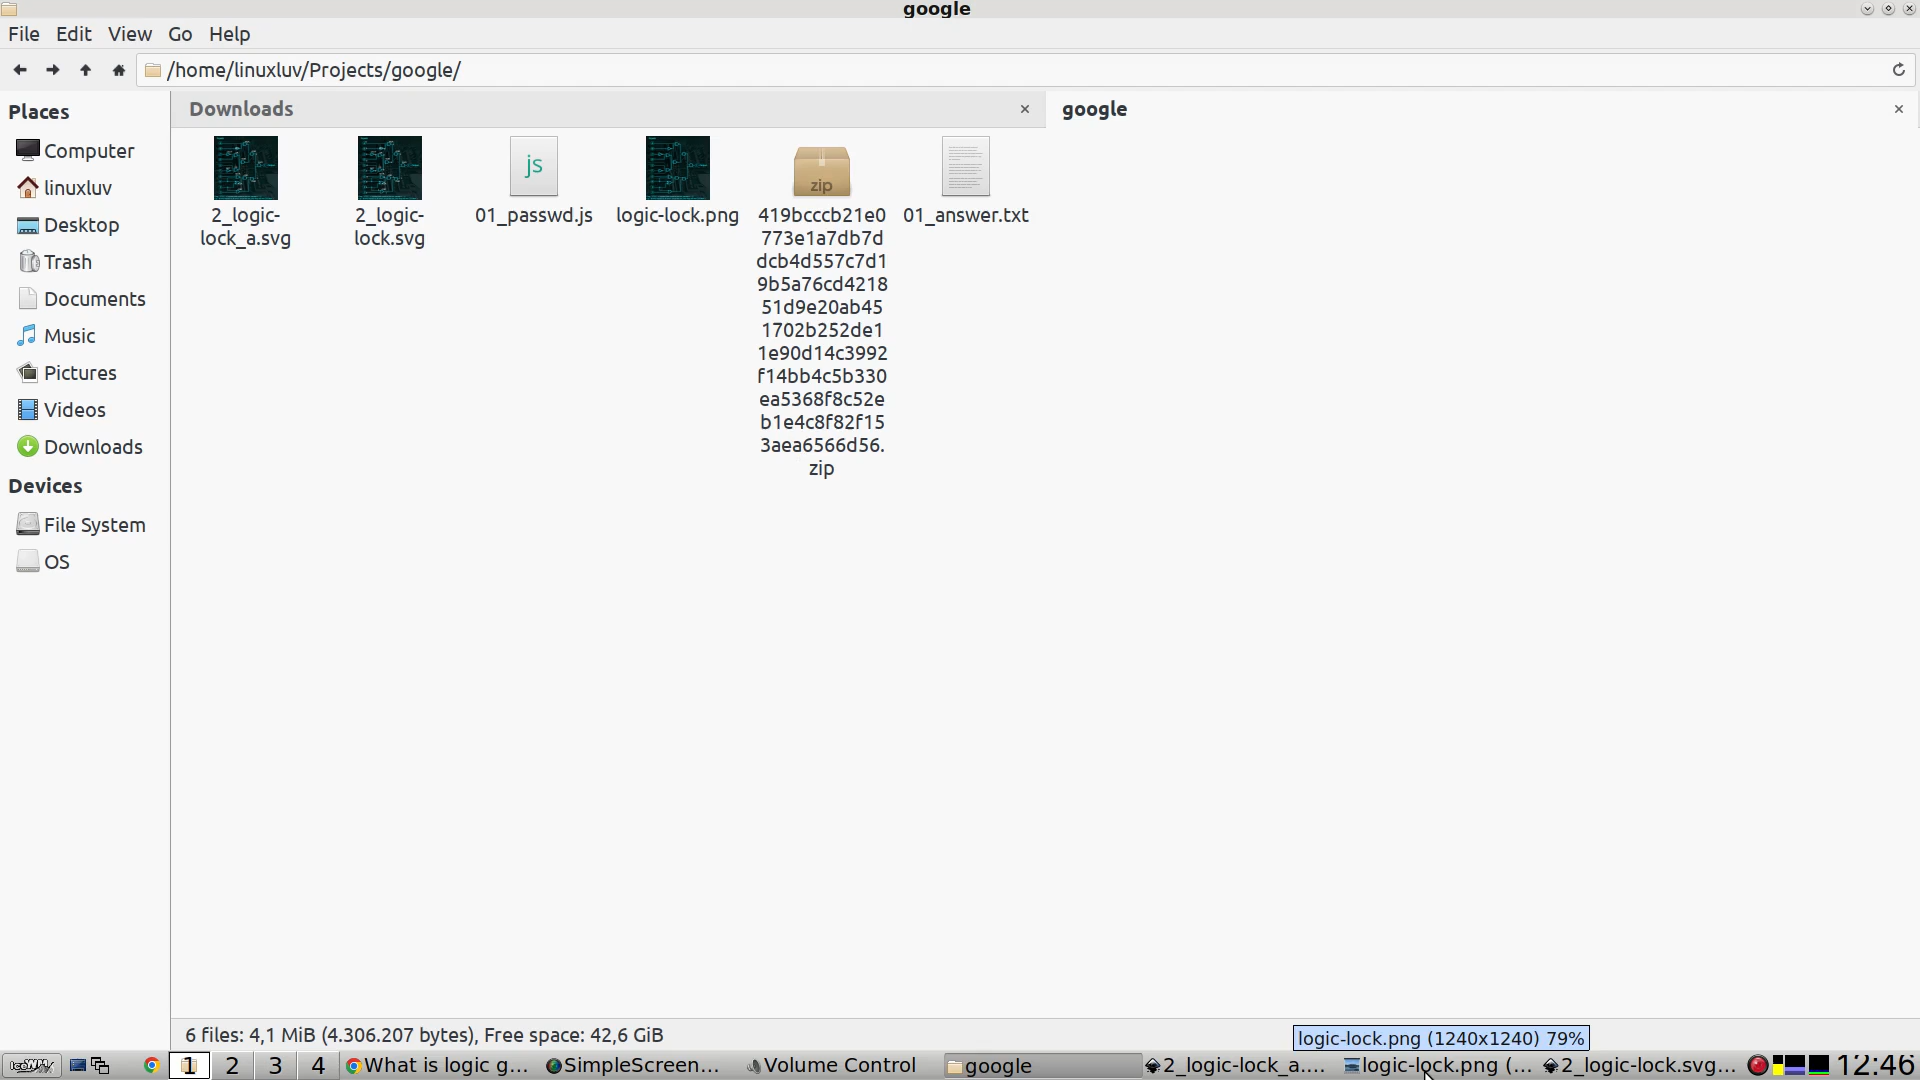 google
File Edit View Go Help
/home/linuxluv/Projects/google/
Places
Computer
linuxluv
Desktop
Trash
Documents
Music
Pictures
Videos
Downloads
Devices
File System
OS
Downloads
google
2_logic-
lock_a.svg
2_logic-
lock.svg
js
01_passwd.js
logic-lock.png
zip
419bcccb21e0
773e1a7db7d
dcb4d557c7d1
9b5a76cd4218
51d9e20ab45
1702b252de1
1e90d14c3992
f14bb4c5b330
ea5368f8c52e
b1e4c8f82f15
3aea6566d56.
zip
01_answer.txt
6 files: 4,1 MiB (4.306.207 bytes), Free space: 42,6 GiB
logic-lock.png (1240x1240) 79%
IceWM 1 2 3 4 What is logic g... SimpleScreen... Volume Control google 2_logic-lock_a.... logic-lock.png (... 2_logic-lock.svg... 12:46